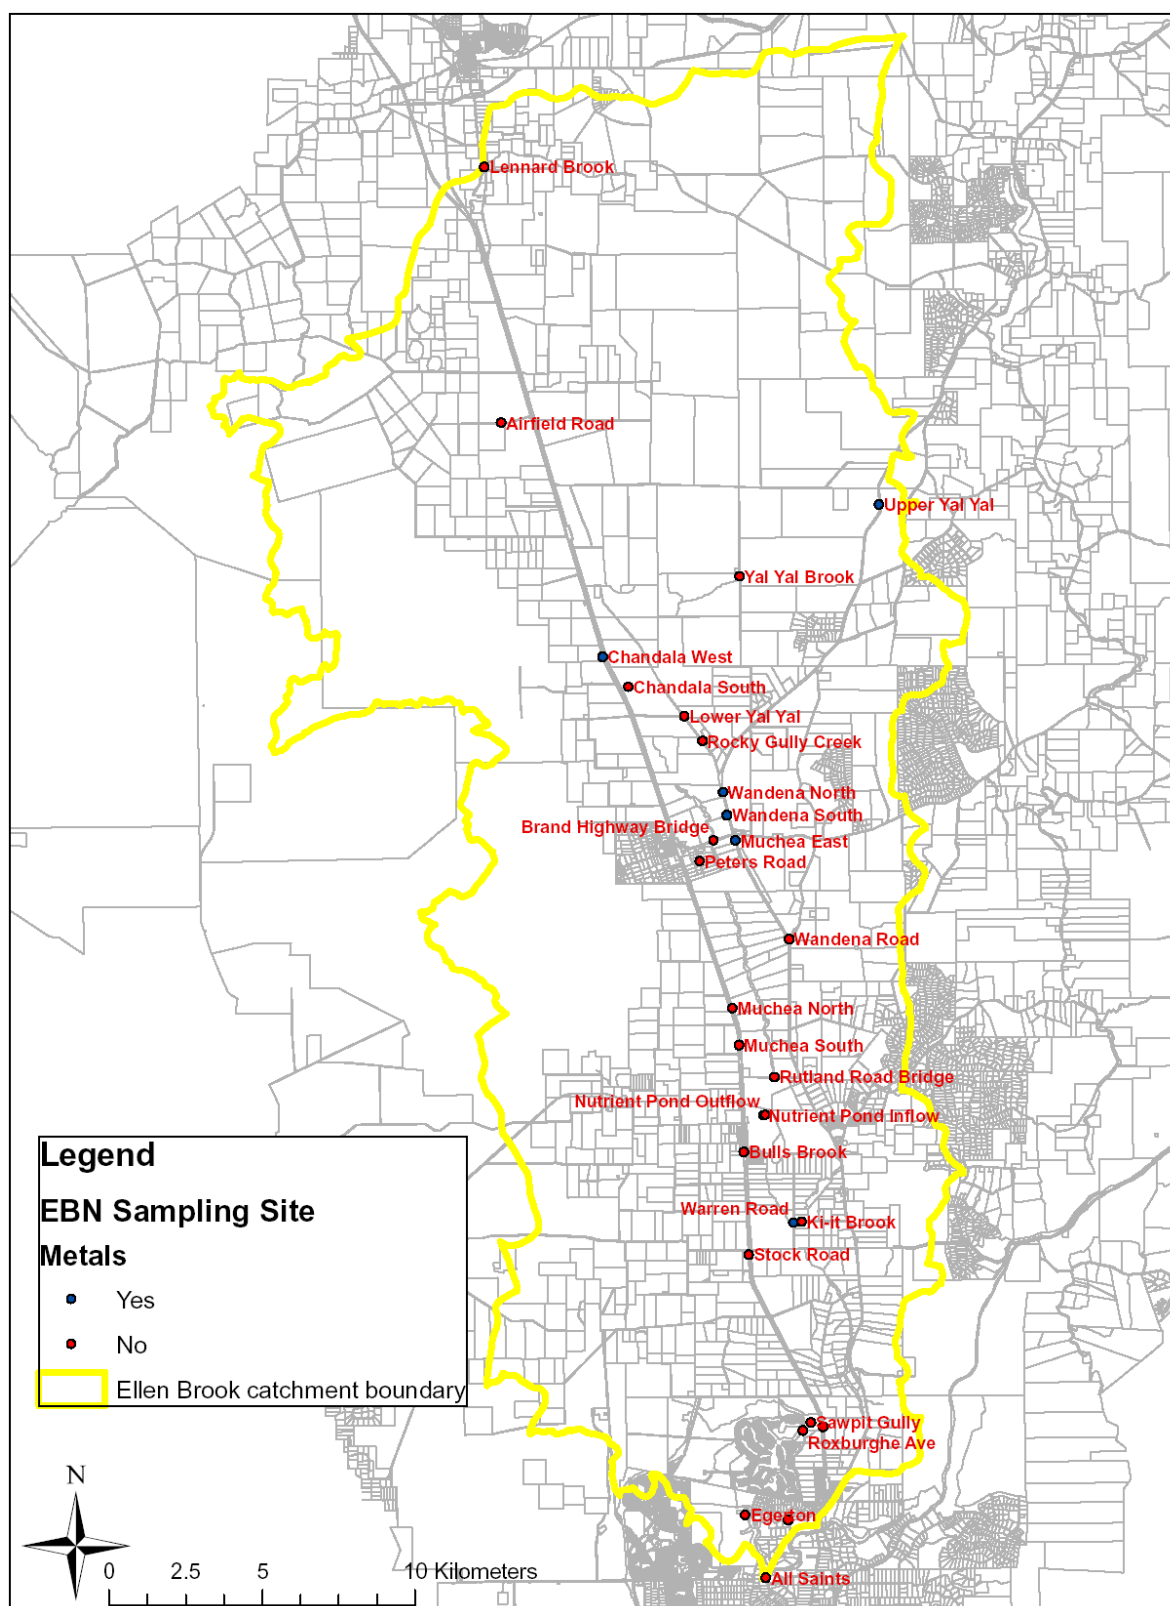 Lennard Brook
Airfield Road
Upper Yal Yal
Yal Yal Brook
Chandala West
Chandala South
Lower Yal Yal
Rocky Gully Creek
Wandena North
Wandena South
Brand Highway Bridge
Muchea East
Peters Road
Wandena Road
Muchea North
Muchea South
Rutland Road Bridge
Nutrient Pond Outflow
Nutrient Pond Inflow
Bulls Brook
Warren Road
Ki-it Brook
Stock Road
Sawpit Gully
Roxburghe Ave
Egerton
All Saints
Legend
EBN Sampling Site
Metals
Yes
No
Ellen Brook catchment boundary
N
0 2.5 5 10 Kilometers